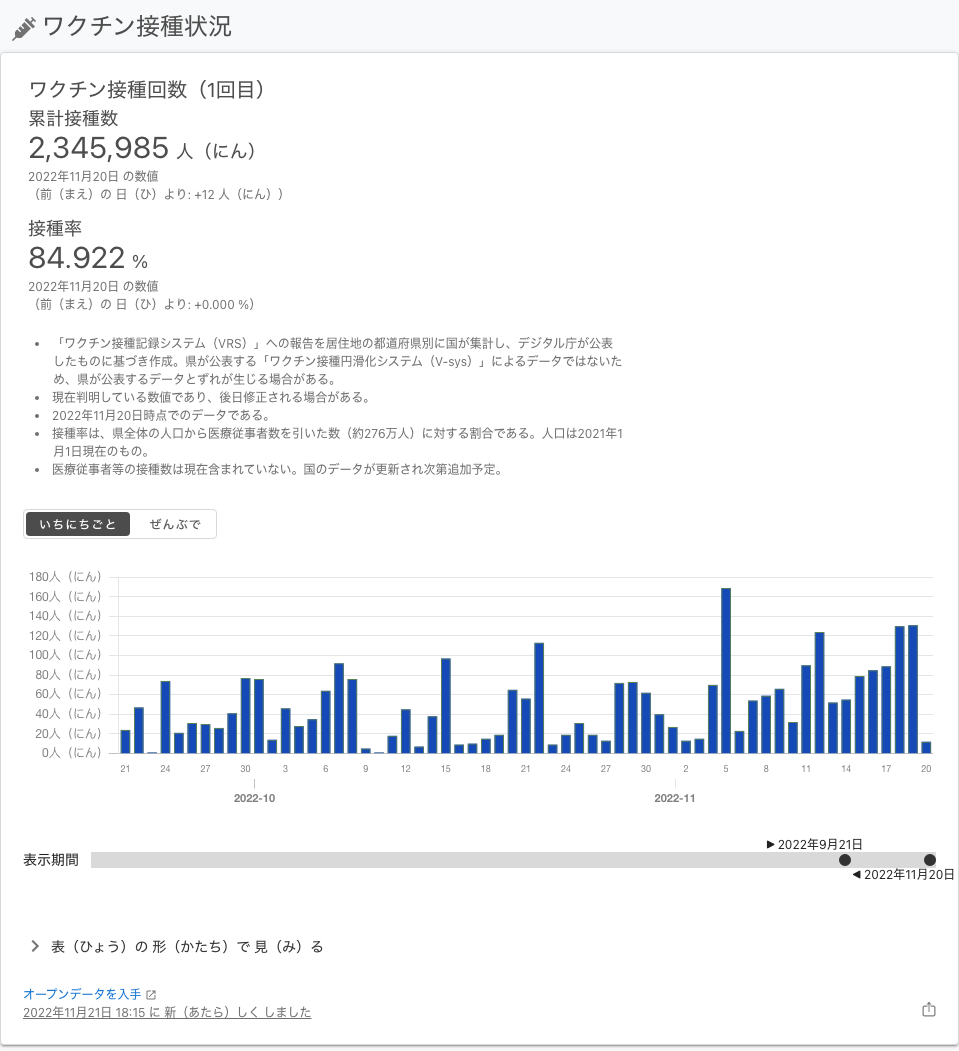 ワクチン接種状況
ワクチン接種回数（1回目）
累計接種数
2,345,985 人（にん）
2022年11月20日 の数値
（前（まえ）の 日（ひ）より: +12 人（にん））
接種率
84.922 %
2022年11月20日 の数値
（前（まえ）の 日（ひ）より: +0.000 %）
• 「ワクチン接種記録システム（VRS）」への報告を居住地の都道府県別に国が集計し、デジタル庁が公表
したものに基づき作成。県が公表する「ワクチン接種円滑化システム（V-sys）」によるデータではないた
め、県が公表するデータとずれが生じる場合がある。
• 現在判明している数値であり、後日修正される場合がある。
• 2022年11月20日時点でのデータである。
• 接種率は、県全体の人口から医療従事者数を引いた数（約276万人）に対する割合である。人口は2021年1
月1日現在のもの。
• 医療従事者等の接種数は現在含まれていない。国のデータが更新され次第追加予定。
いちにちごと ぜんぶで
180人（にん）
160人（にん）
140人（にん）
120人（にん）
100人（にん）
80人（にん）
60人（にん）
40人（にん）
20人（にん）
0人（にん）
21 24 27 30 3 6 9 12 15 18 21 24 27 30 2 5 8 11 14 17 20
2022-10 2022-11
▶ 2022年9月21日
表示期間
◀ 2022年11月20日
表（ひょう）の 形（かたち）で 見（み）る
オープンデータを入手
2022年11月21日 18:15 に 新（あたら）しく しました